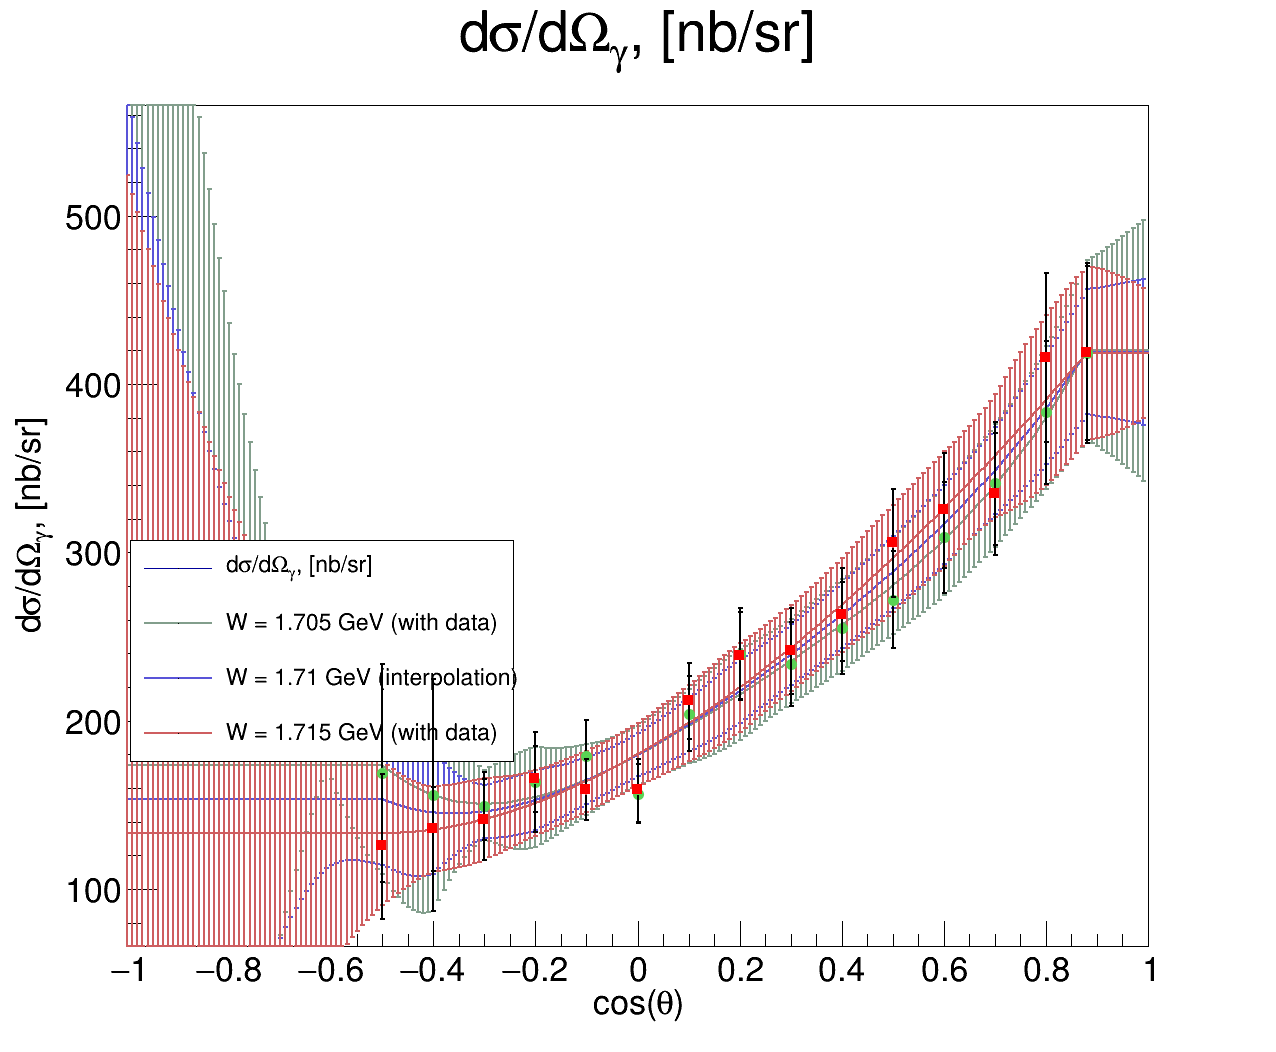 dσ/dΩγ, [nb/sr]
dσ/dΩγ, [nb/sr]
500
400
300
200
100
dσ/dΩγ, [nb/sr]
W = 1.705 GeV (with data)
W = 1.71 GeV (interpolation)
W = 1.715 GeV (with data)
−1 −0.8 −0.6 −0.4 −0.2 0 0.2 0.4 0.6 0.8 1
cos(θ)